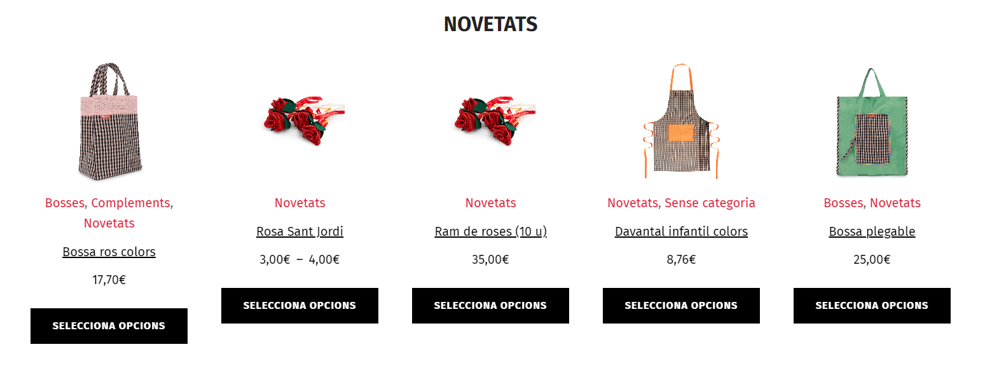 NOVETATS
Bosses, Complements,
Novetats
Bossa ros colors
17,70€
SELECCIONA OPCIONS
Novetats
Rosa Sant Jordi
3,00€ – 4,00€
SELECCIONA OPCIONS
Novetats
Ram de roses (10 u)
35,00€
SELECCIONA OPCIONS
Novetats, Sense categoria
Davantal infantil colors
8,76€
SELECCIONA OPCIONS
Bosses, Novetats
Bossa plegable
25,00€
SELECCIONA OPCIONS